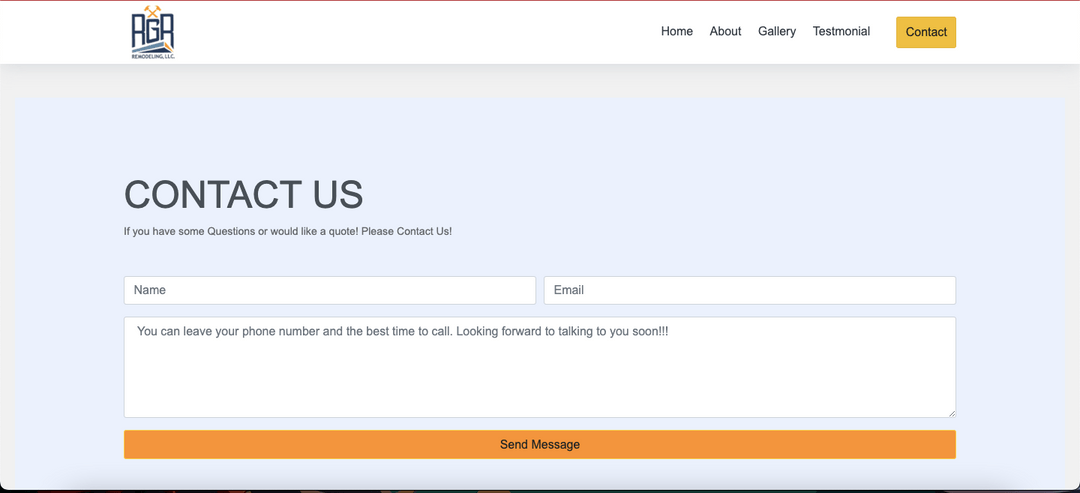 AGA
REMODELING, LLC.
Home About Gallery Testmonial Contact
CONTACT US
If you have some Questions or would like a quote! Please Contact Us!
Name Email
You can leave your phone number and the best time to call. Looking forward to talking to you soon!!!
Send Message